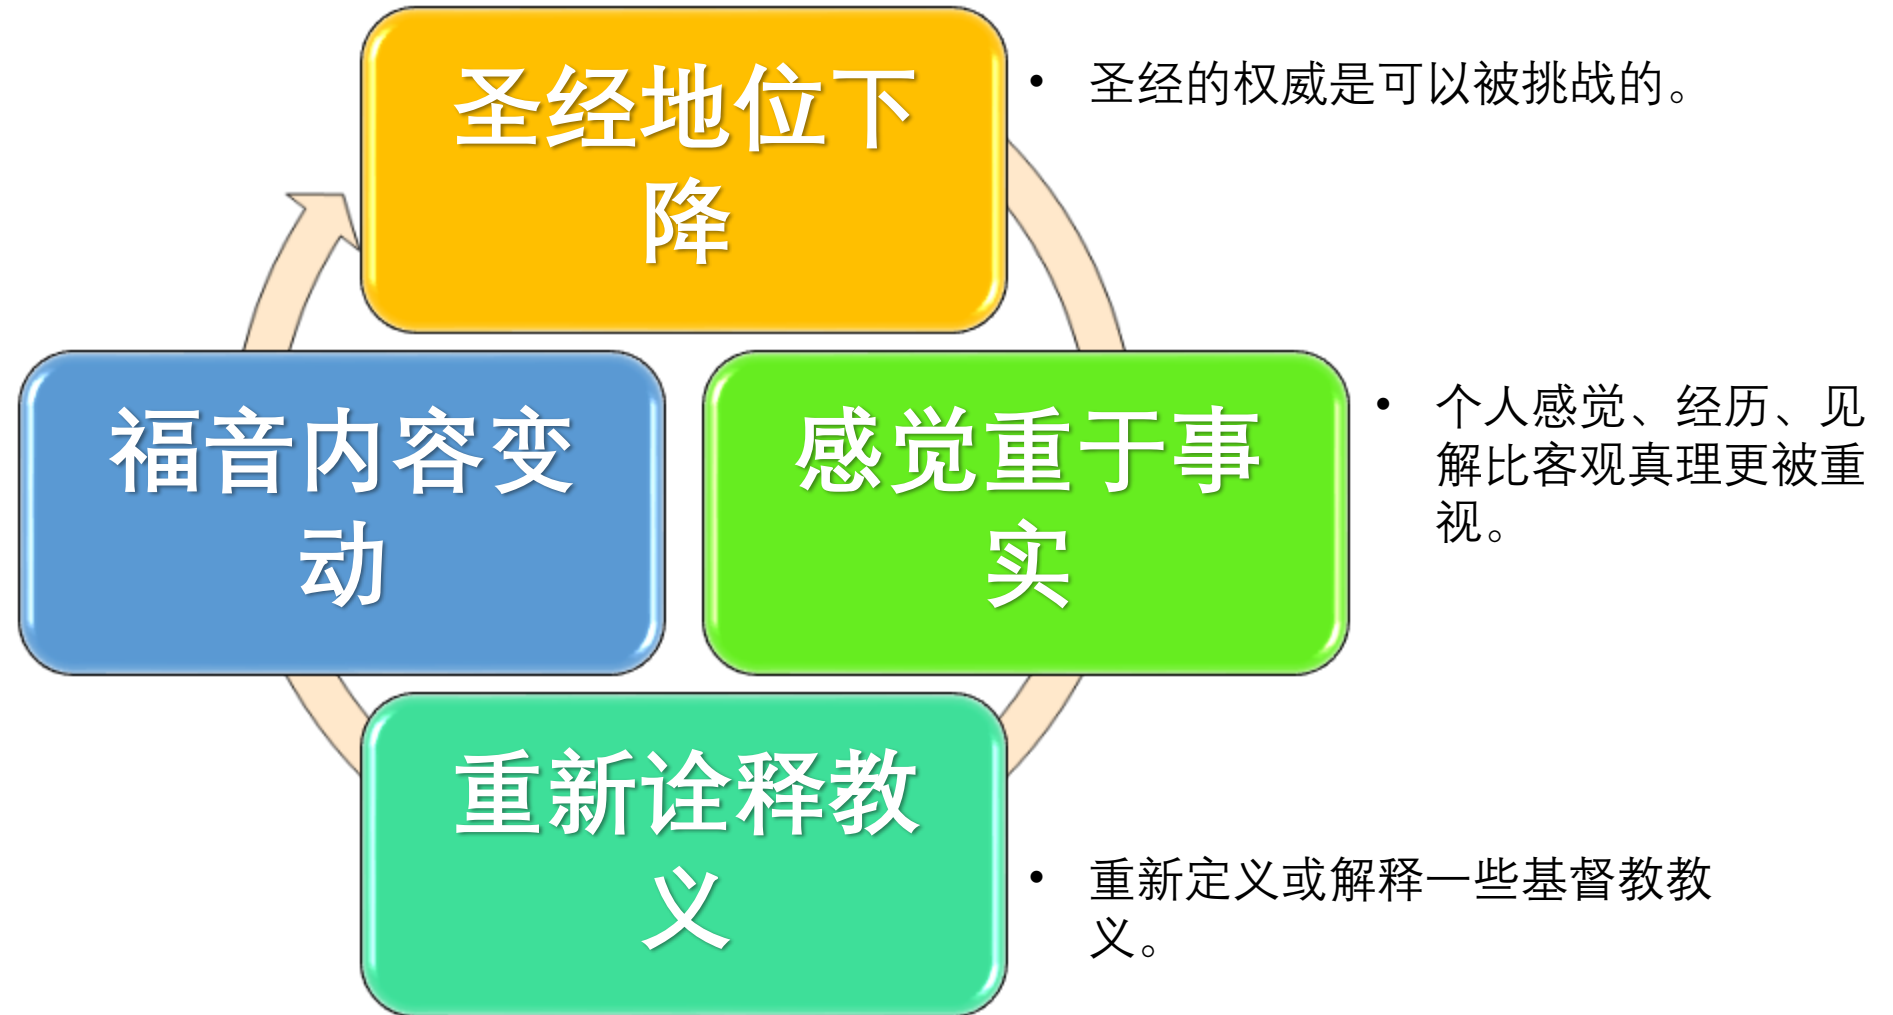 圣经地位下
降
• 圣经的权威是可以被挑战的。
感觉重于事
实
• 个人感觉、经历、见
解比客观真理更被重
视。
重新诠释教
义
• 重新定义或解释一些基督教教
义。
福音内容变
动